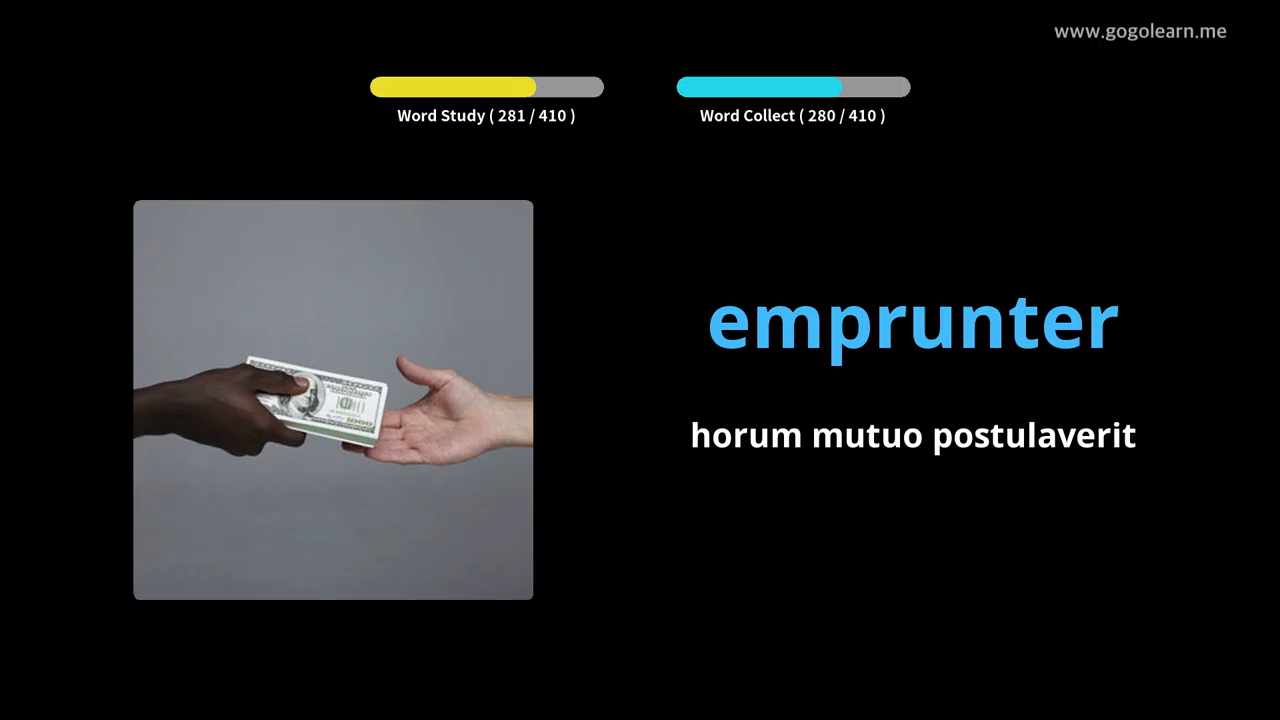 www.gogolearn.me
Word Study ( 281 / 410 )
Word Collect ( 280 / 410 )
emprunter
horum mutuo postulaverit